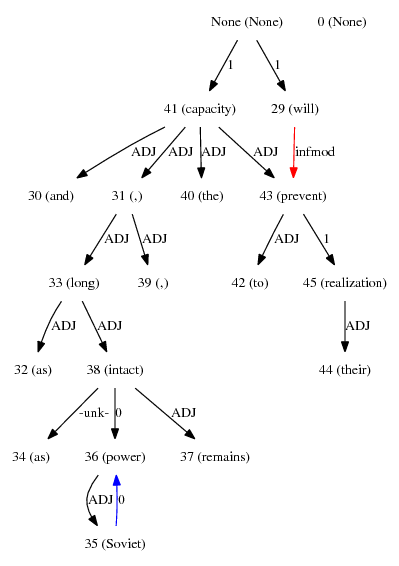 None (None) 0 (None)
1 1
41 (capacity) 29 (will)
ADJ ADJ ADJ ADJ infmod
30 (and) 31 (,) 40 (the) 43 (prevent)
ADJ ADJ ADJ 1
33 (long) 39 (,) 42 (to) 45 (realization)
ADJ ADJ ADJ
32 (as) 38 (intact) 44 (their)
-unk- 0 ADJ
34 (as) 36 (power) 37 (remains)
ADJ 0
35 (Soviet)